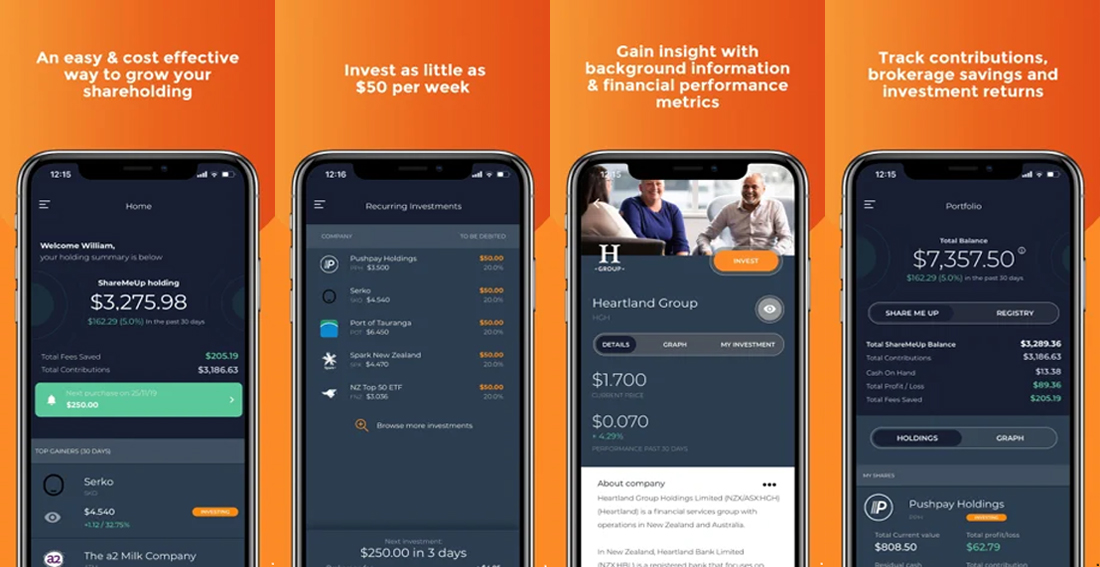 An easy & cost effective
way to grow your
shareholding
12:15
Home
Welcome William,
your holding summary is below
ShareMeUp holding
$3,275.98
$162.29 (5.0%) in the past 30 days
Total Fees Saved $205.19
Total Contributions $3,186.63
Next purchase on 25/11/19
$250.00
TOP GAINERS (30 DAYS)
Serko
SKO
$4.540 INVESTING
+1.12 / 32.75%
a2 The a2 Milk Company
Invest as little as
$50 per week
12:16
Recurring Investments
COMPANY TO BE DEBITED
Pushpay Holdings $50.00
PPH $3.500 20.0%
Serko $50.00
SKO $4.540 20.0%
Port of Tauranga $50.00
POT $6.450 20.0%
Spark New Zealand $50.00
SPK $4.470 20.0%
NZ Top 50 ETF $50.00
FNZ $3.036 20.0%
Browse more investments
Next investment:
$250.00 in 3 days
Gain insight with
background information
& financial performance
metrics
12:15
H
-GROUP-
INVEST
Heartland Group
HGH
DETAILS GRAPH MY INVESTMENT
$1.700
CURRENT PRICE
$0.070
+ 4.29%
PERFORMANCE PAST 30 DAYS
About company
Heartland Group Holdings Limited (NZX/ASX:HGH)
(Heartland) is a financial services group with
operations in New Zealand and Australia.
In New Zealand, Heartland Bank Limited
(NZX:HBL) is a registered bank that focuses on
Track contributions,
brokerage savings and
investment returns
12:15
Portfolio
Total Balance
$7,357.50
$162.29 (5.0%) in the past 30 days
SHARE ME UP REGISTRY
Total ShareMeUp Balance $3,289.36
Total Contributions $3,186.63
Cash On Hand $13.38
Total Profit / Loss $89.36
Total Fees Saved $205.19
HOLDINGS GRAPH
MY SHARES
Pushpay Holdings
PPH INVESTING
Total Current value Total profit/loss
$808.50 $62.79
Residual cash Total contribution